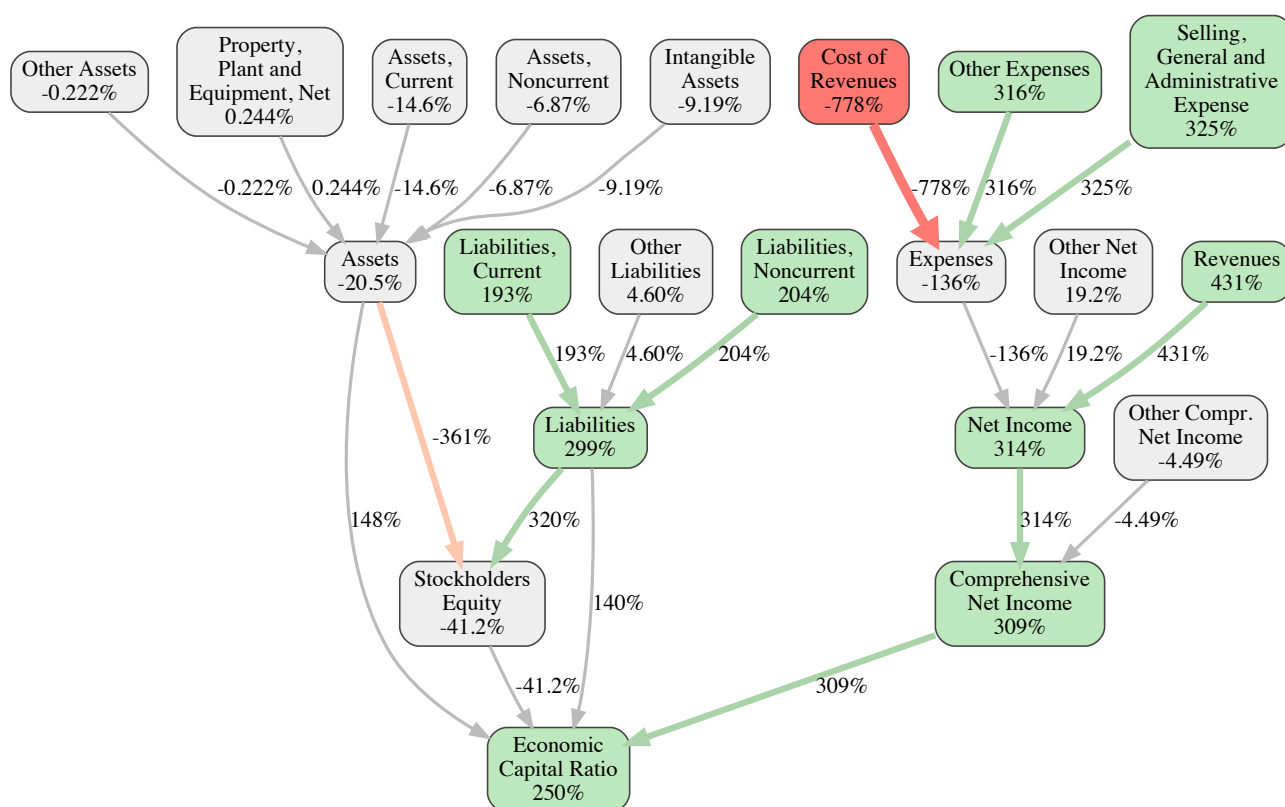 Other Assets
-0.222%
Property,
Plant and
Equipment, Net
0.244%
Assets,
Current
-14.6%
Assets,
Noncurrent
-6.87%
Intangible
Assets
-9.19%
Cost of
Revenues
-778%
Other Expenses
316%
Selling,
General and
Administrative
Expense
325%
-0.222%
0.244%
-14.6%
-6.87%
-9.19%
-778%
316%
325%
Assets
-20.5%
Liabilities,
Current
193%
Other
Liabilities
4.60%
Liabilities,
Noncurrent
204%
Expenses
-136%
Other Net
Income
19.2%
Revenues
431%
193%
4.60%
204%
-136%
19.2%
431%
-361%
Liabilities
299%
Net Income
314%
Other Compr.
Net Income
-4.49%
148%
320%
314%
-4.49%
Stockholders
Equity
-41.2%
140%
Comprehensive
Net Income
309%
-41.2%
309%
Economic
Capital Ratio
250%